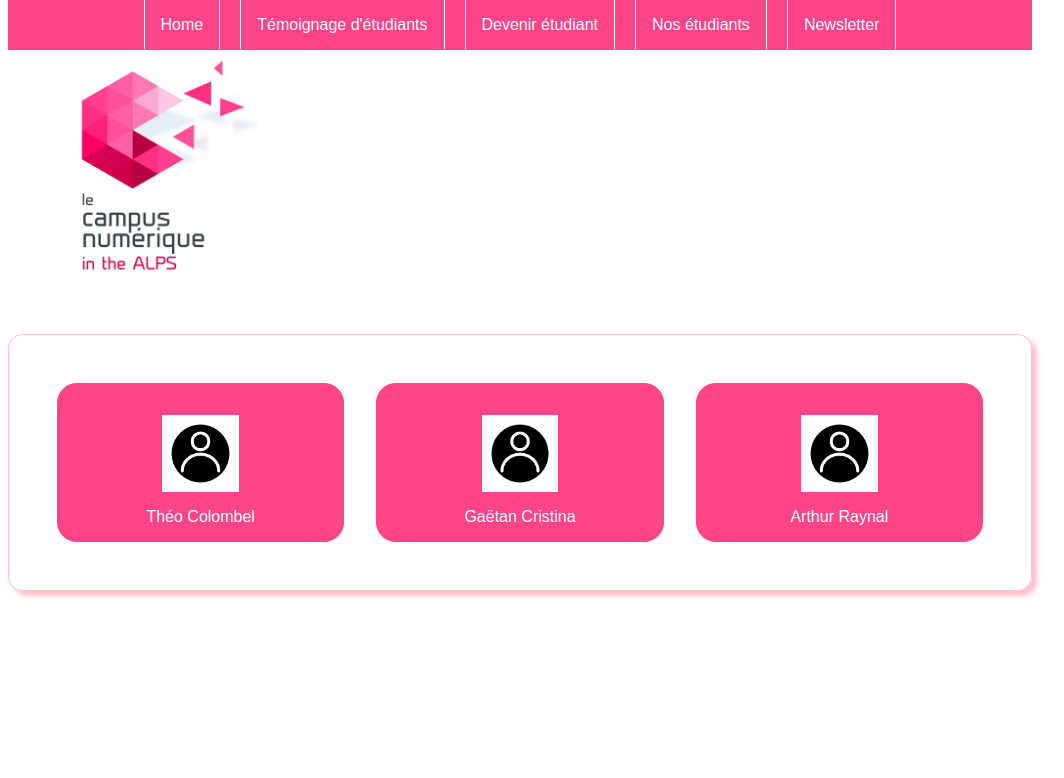 Home Témoignage d'étudiants Devenir étudiant Nos étudiants Newsletter
le
campus
numérique
in the ALPS
Théo Colombel Gaëtan Cristina Arthur Raynal